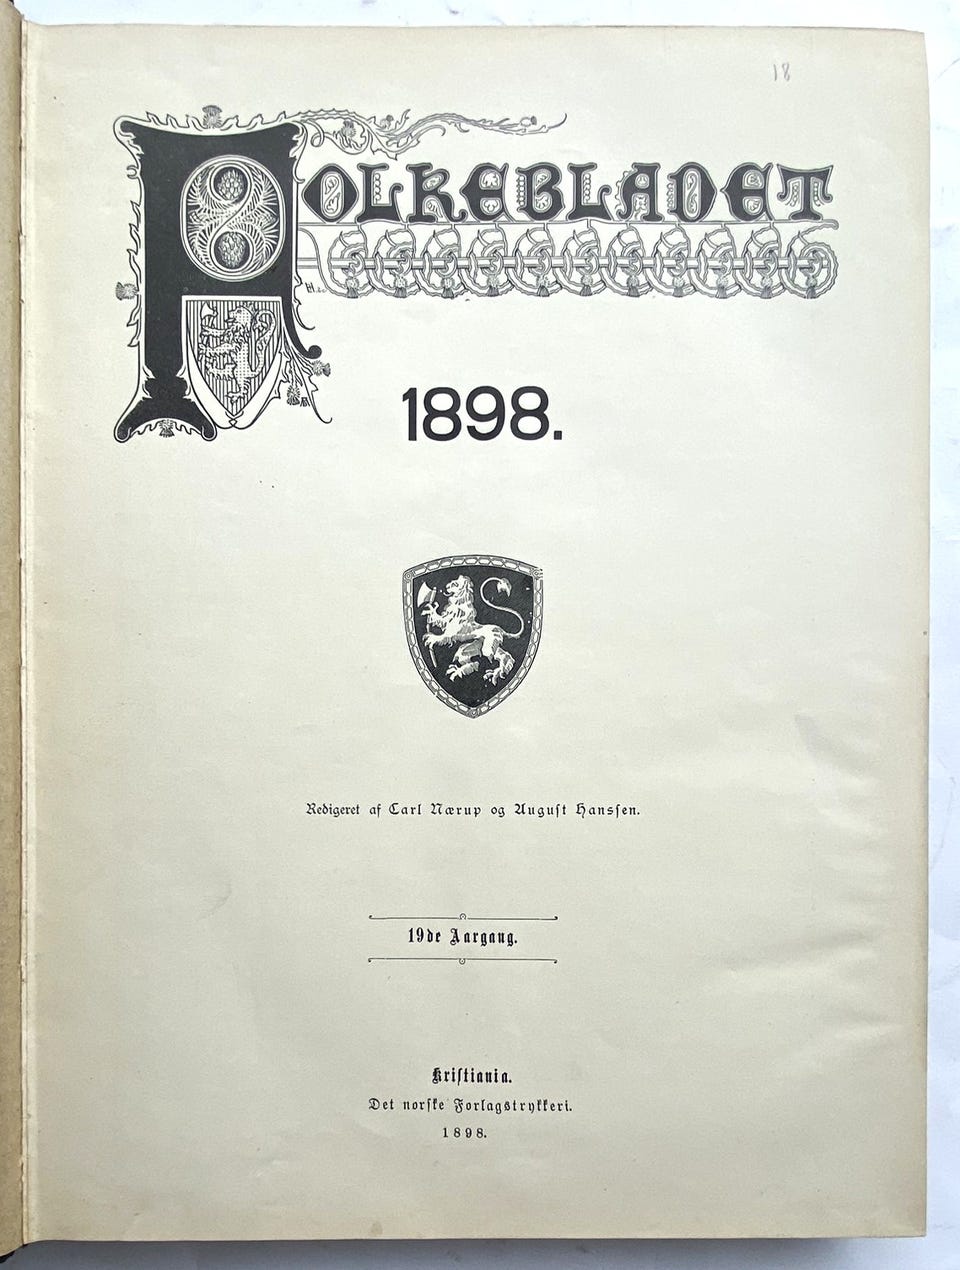 18
FOLKEBLADET
H.
1898.
Redigeret af Carl Nærup og August Hanssen.
19de Aargang.
Kristiania.
Det norske Forlagstrykkeri.
1898.